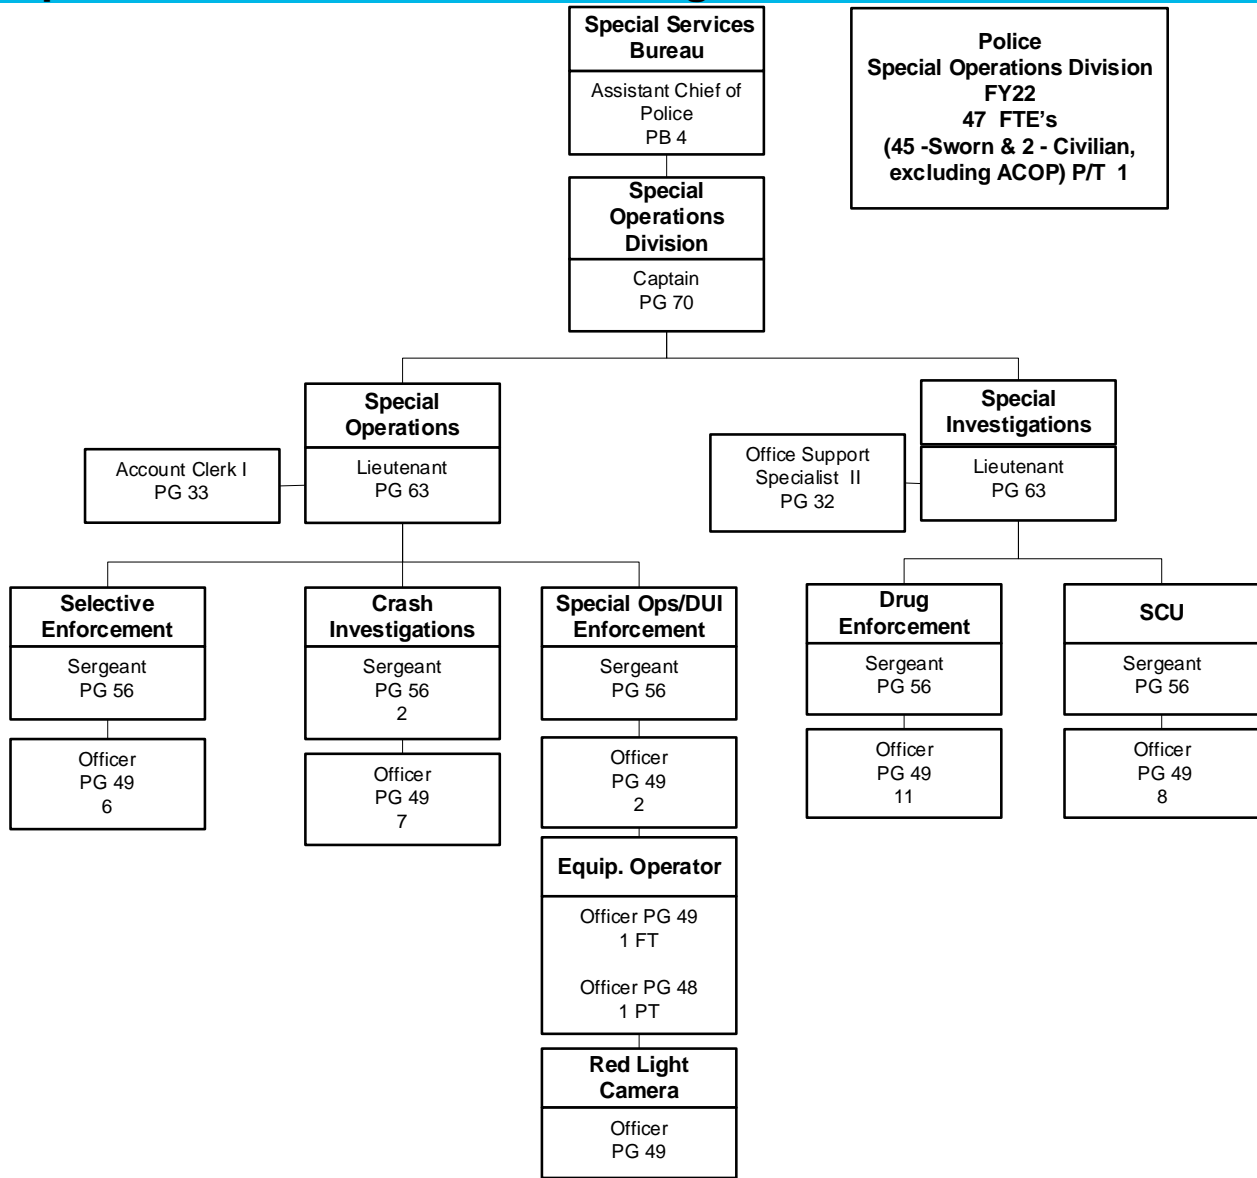 Special Services
Bureau
Assistant Chief of
Police
PB 4
Police
Special Operations Division
FY22
47 FTE's
(45 -Sworn & 2 - Civilian,
excluding ACOP) P/T 1
Special
Operations
Division
Captain
PG 70
Special
Operations
Lieutenant
PG 63
Account Clerk I
PG 33
Special
Investigations
Lieutenant
PG 63
Office Support
Specialist II
PG 32
Selective
Enforcement
Sergeant
PG 56
Officer
PG 49
6
Crash
Investigations
Sergeant
PG 56
2
Officer
PG 49
7
Special Ops/DUI
Enforcement
Sergeant
PG 56
Officer
PG 49
2
Equip. Operator
Officer PG 49
1 FT
Officer PG 48
1 PT
Red Light
Camera
Officer
PG 49
Drug
Enforcement
Sergeant
PG 56
Officer
PG 49
11
SCU
Sergeant
PG 56
Officer
PG 49
8